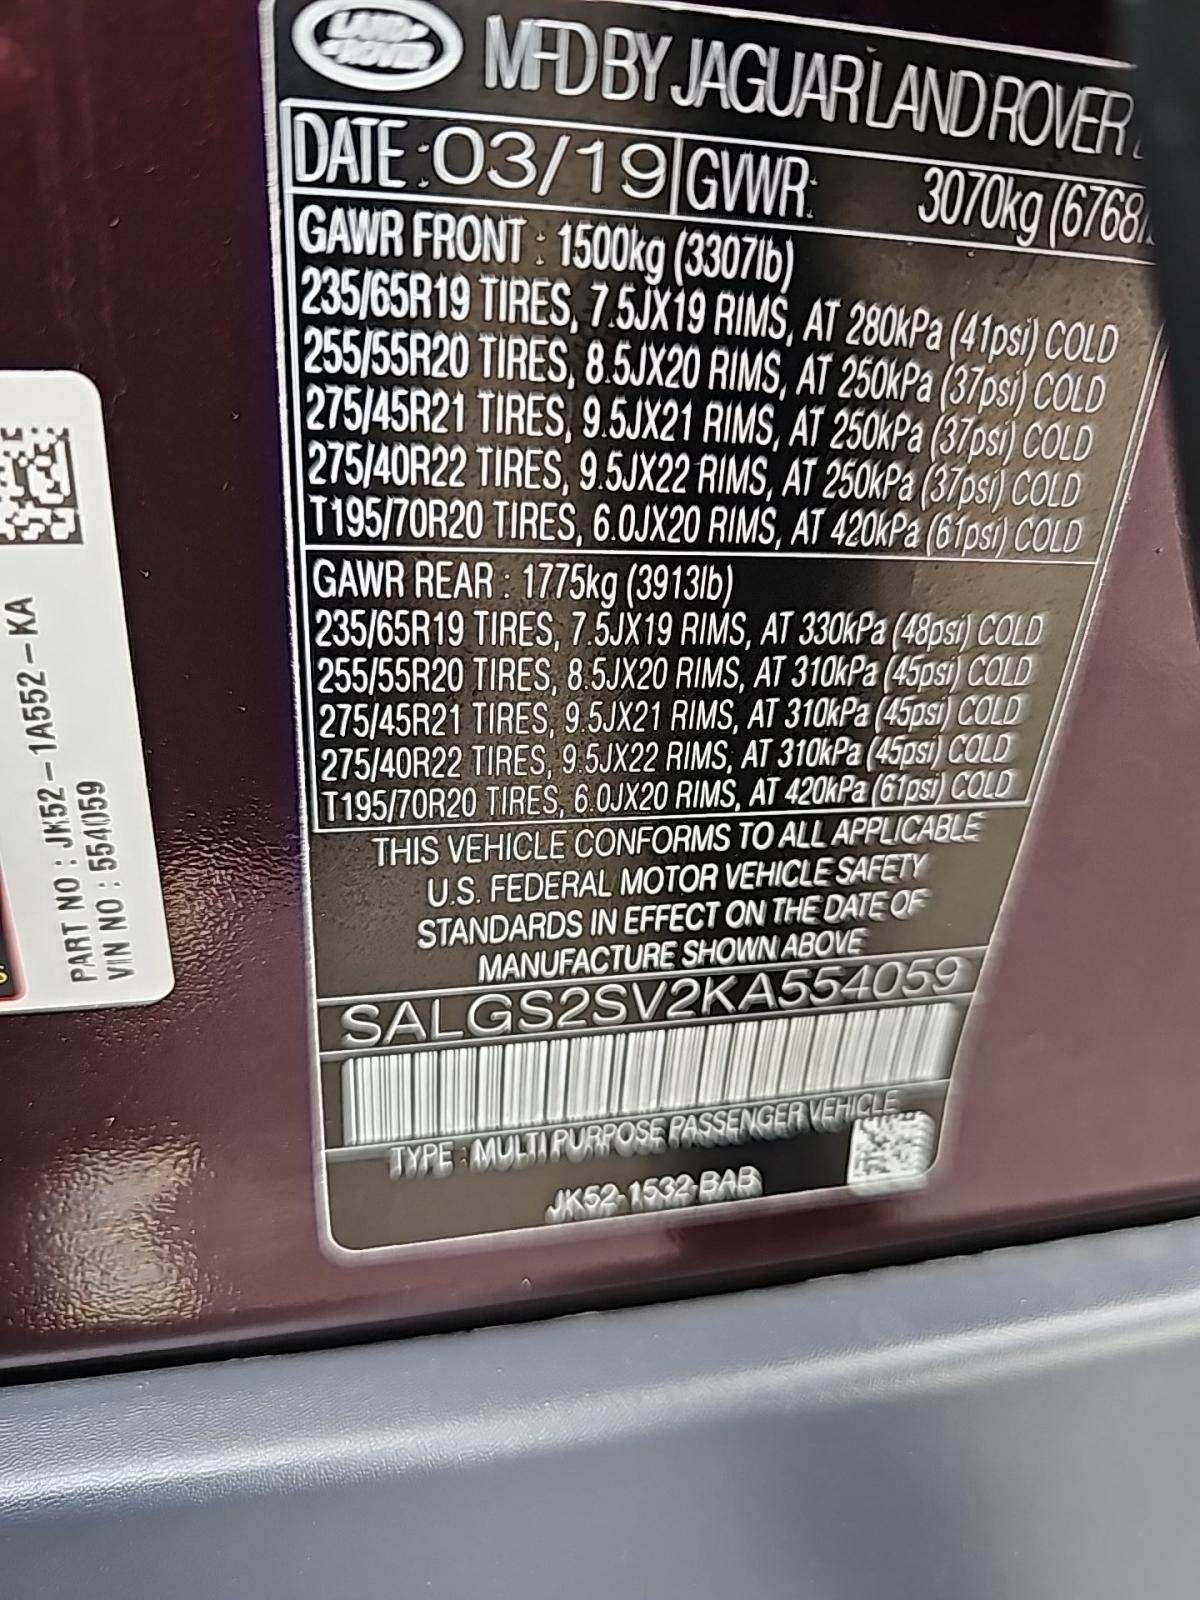 LAND ROVER
MFD BY JAGUAR LAND ROVER
DATE :03/19 GVWR: 3070kg (6768
GAWR FRONT : 1500kg (3307lb)
235/65R19 TIRES, 7.5JX19 RIMS, AT 280kPa (41psi) COLD
255/55R20 TIRES, 8.5JX20 RIMS, AT 250kPa (37psi) COLD
275/45R21 TIRES, 9.5JX21 RIMS, AT 250kPa (37psi) COLD
275/40R22 TIRES, 9.5JX22 RIMS, AT 250kPa (37psi) COLD
T195/70R20 TIRES, 6.0JX20 RIMS, AT 420kPa (61psi) COLD
GAWR REAR : 1775kg (3913lb)
235/65R19 TIRES, 7.5JX19 RIMS, AT 330kPa (48psi) COLD
255/55R20 TIRES, 8.5JX20 RIMS, AT 310kPa (45psi) COLD
275/45R21 TIRES, 9.5JX21 RIMS, AT 310kPa (45psi) COLD
275/40R22 TIRES, 9.5JX22 RIMS, AT 310kPa (45psi) COLD
T195/70R20 TIRES, 6.0JX20 RIMS, AT 420kPa (61psi) COLD
THIS VEHICLE CONFORMS TO ALL APPLICABLE
U.S. FEDERAL MOTOR VEHICLE SAFETY
STANDARDS IN EFFECT ON THE DATE OF
MANUFACTURE SHOWN ABOVE
SALGS2SV2KA554059
TYPE : MULTI PURPOSE PASSENGER VEHICLE
JK52-1532-BAB
PART NO : JK52-1A552-KA
VIN NO : 554059